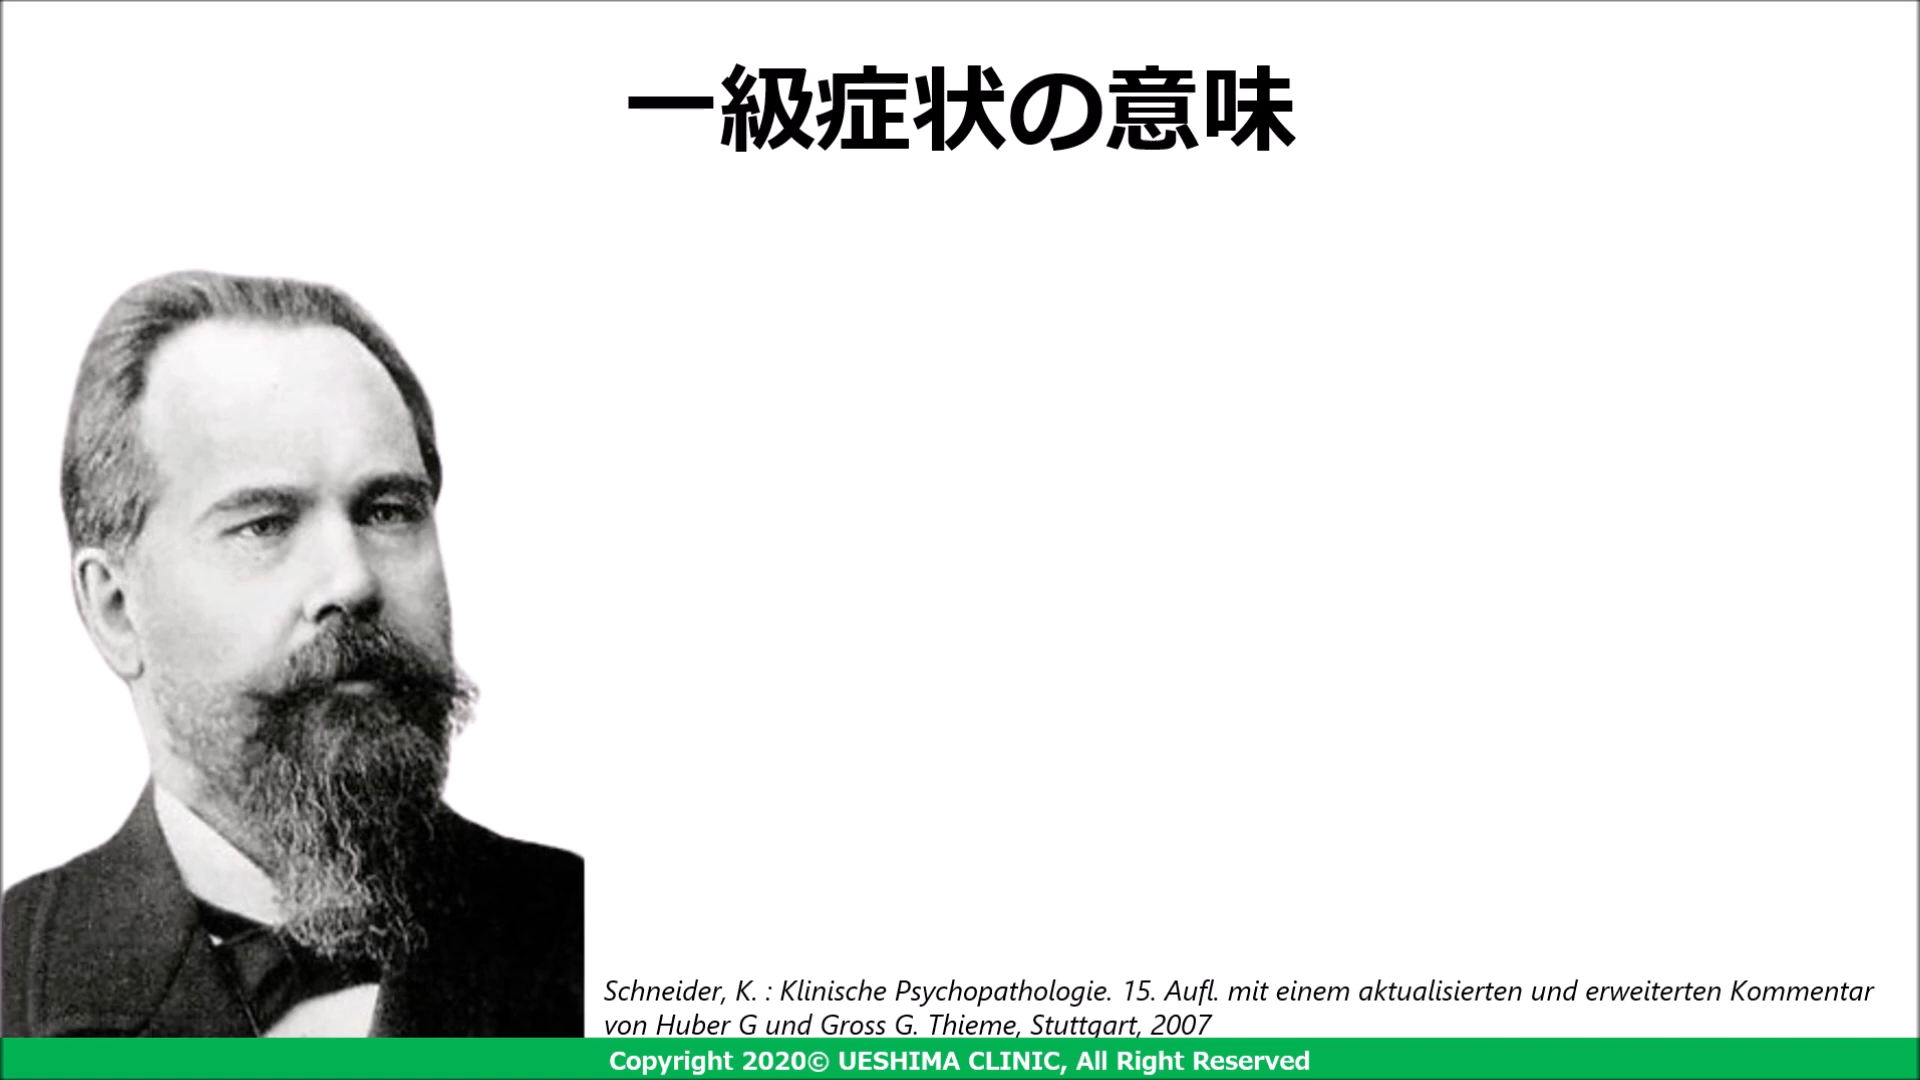 一級症状の意味
Schneider, K. : Klinische Psychopathologie. 15. Aufl. mit einem aktualisierten und erweiterten Kommentar
von Huber G und Gross G. Thieme, Stuttgart, 2007
Copyright 2020© UESHIMA CLINIC, All Right Reserved